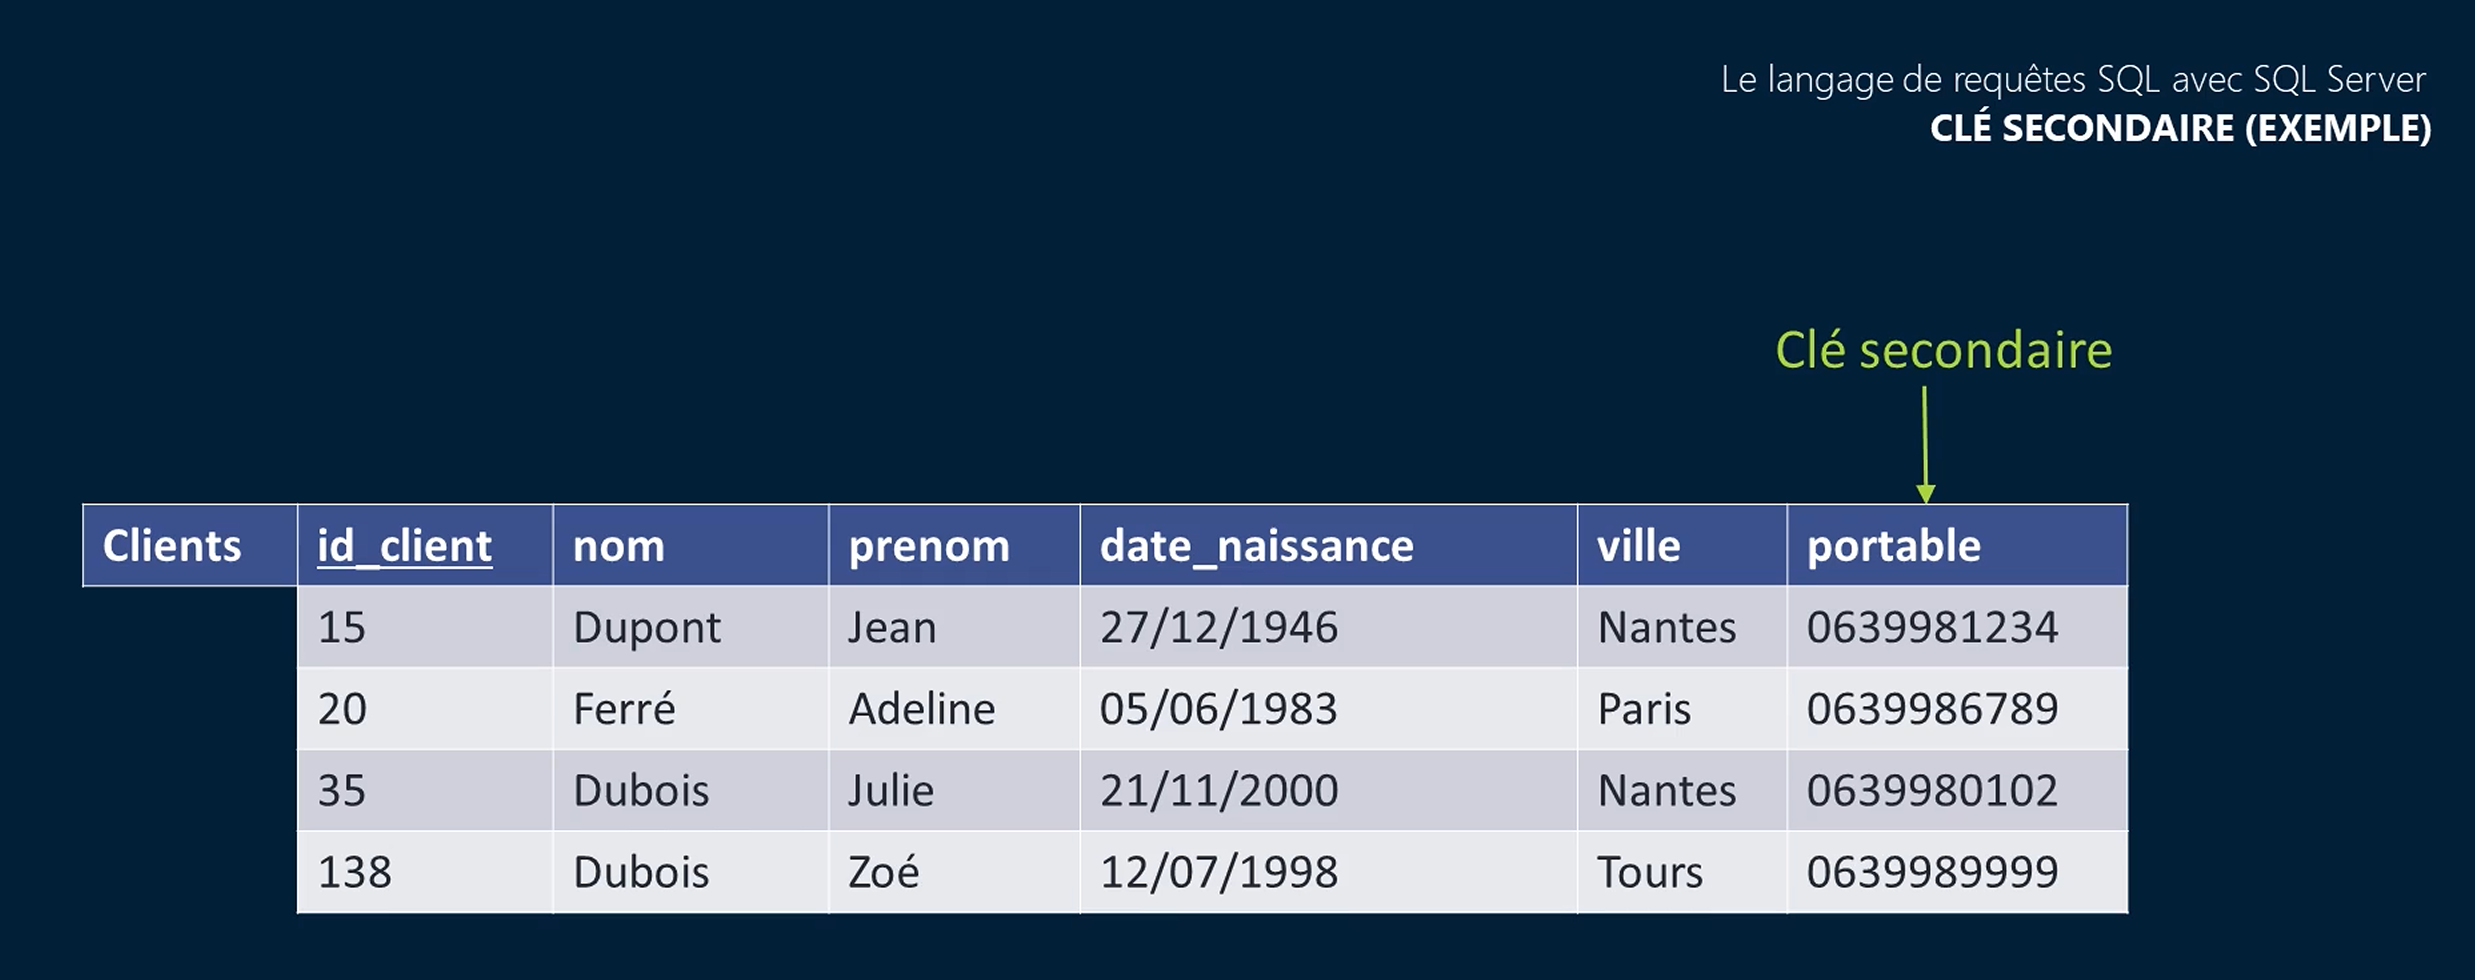 Le langage de requêtes SQL avec SQL Server
CLÉ SECONDAIRE (EXEMPLE)
Clé secondaire
Clients id_client nom prenom date_naissance ville portable
15 Dupont Jean 27/12/1946 Nantes 0639981234
20 Ferré Adeline 05/06/1983 Paris 0639986789
35 Dubois Julie 21/11/2000 Nantes 0639980102
138 Dubois Zoé 12/07/1998 Tours 0639989999